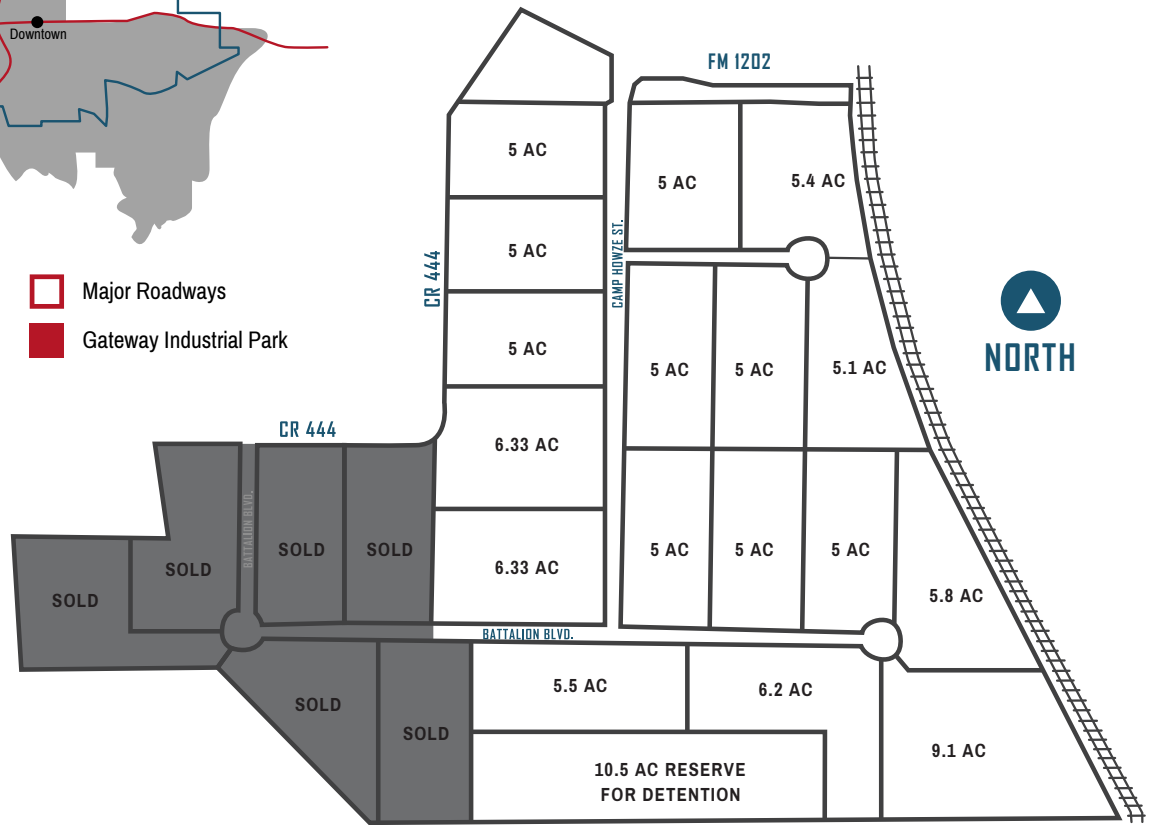 Downtown
Major Roadways
Gateway Industrial Park
FM 1202
5 AC
5 AC
5.4 AC
CAMP HOWZE ST.
CR 444
5 AC
5 AC
NORTH
5 AC
5 AC
5.1 AC
CR 444
6.33 AC
BATTALION BLVD.
SOLD
SOLD
SOLD
SOLD
6.33 AC
5 AC
5 AC
5 AC
5.8 AC
BATTALION BLVD.
SOLD
SOLD
5.5 AC
6.2 AC
9.1 AC
10.5 AC RESERVE
FOR DETENTION